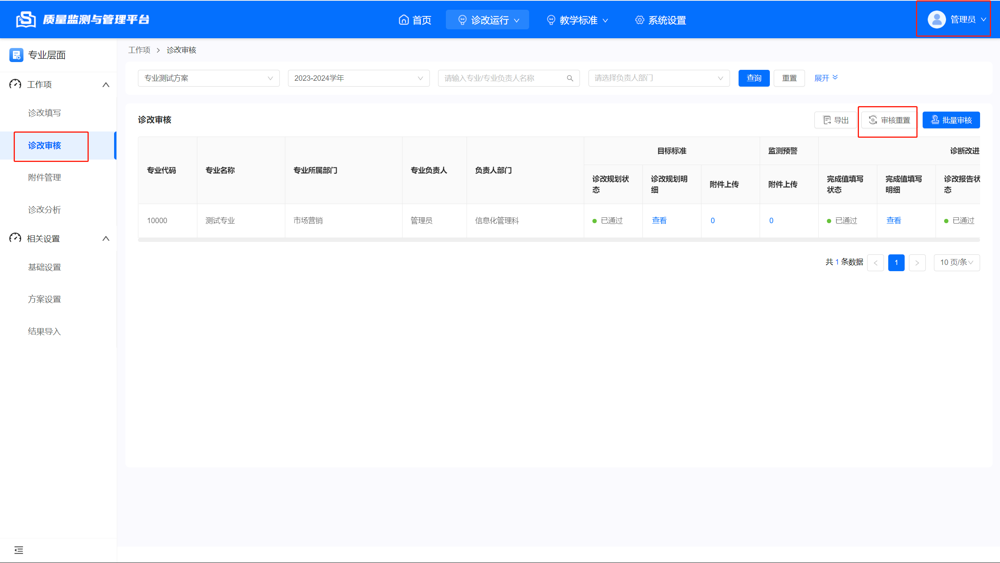 质量监测与管理平台
首页
诊改运行
教学标准
系统设置
管理员
专业层面
工作项
诊改填写
诊改审核
附件管理
诊改分析
相关设置
基础设置
方案设置
结果导入
工作项 > 诊改审核
专业测试方案
2023-2024学年
请输入专业/专业负责人名称
请选择负责人部门
查询
重置
展开
诊改审核
导出
审核重置
批量审核
专业代码
专业名称
专业所属部门
专业负责人
负责人部门
目标标准
监测预警
诊断改进
诊改规划状
态
诊改规划明
细
附件上传
附件上传
完成值填写
状态
完成值填写
明细
诊改报告状
态
10000
测试专业
市场营销
管理员
信息化管理科
已通过
查看
0
0
已通过
查看
已通过
共 1 条数据
<
1
>
10 页/条